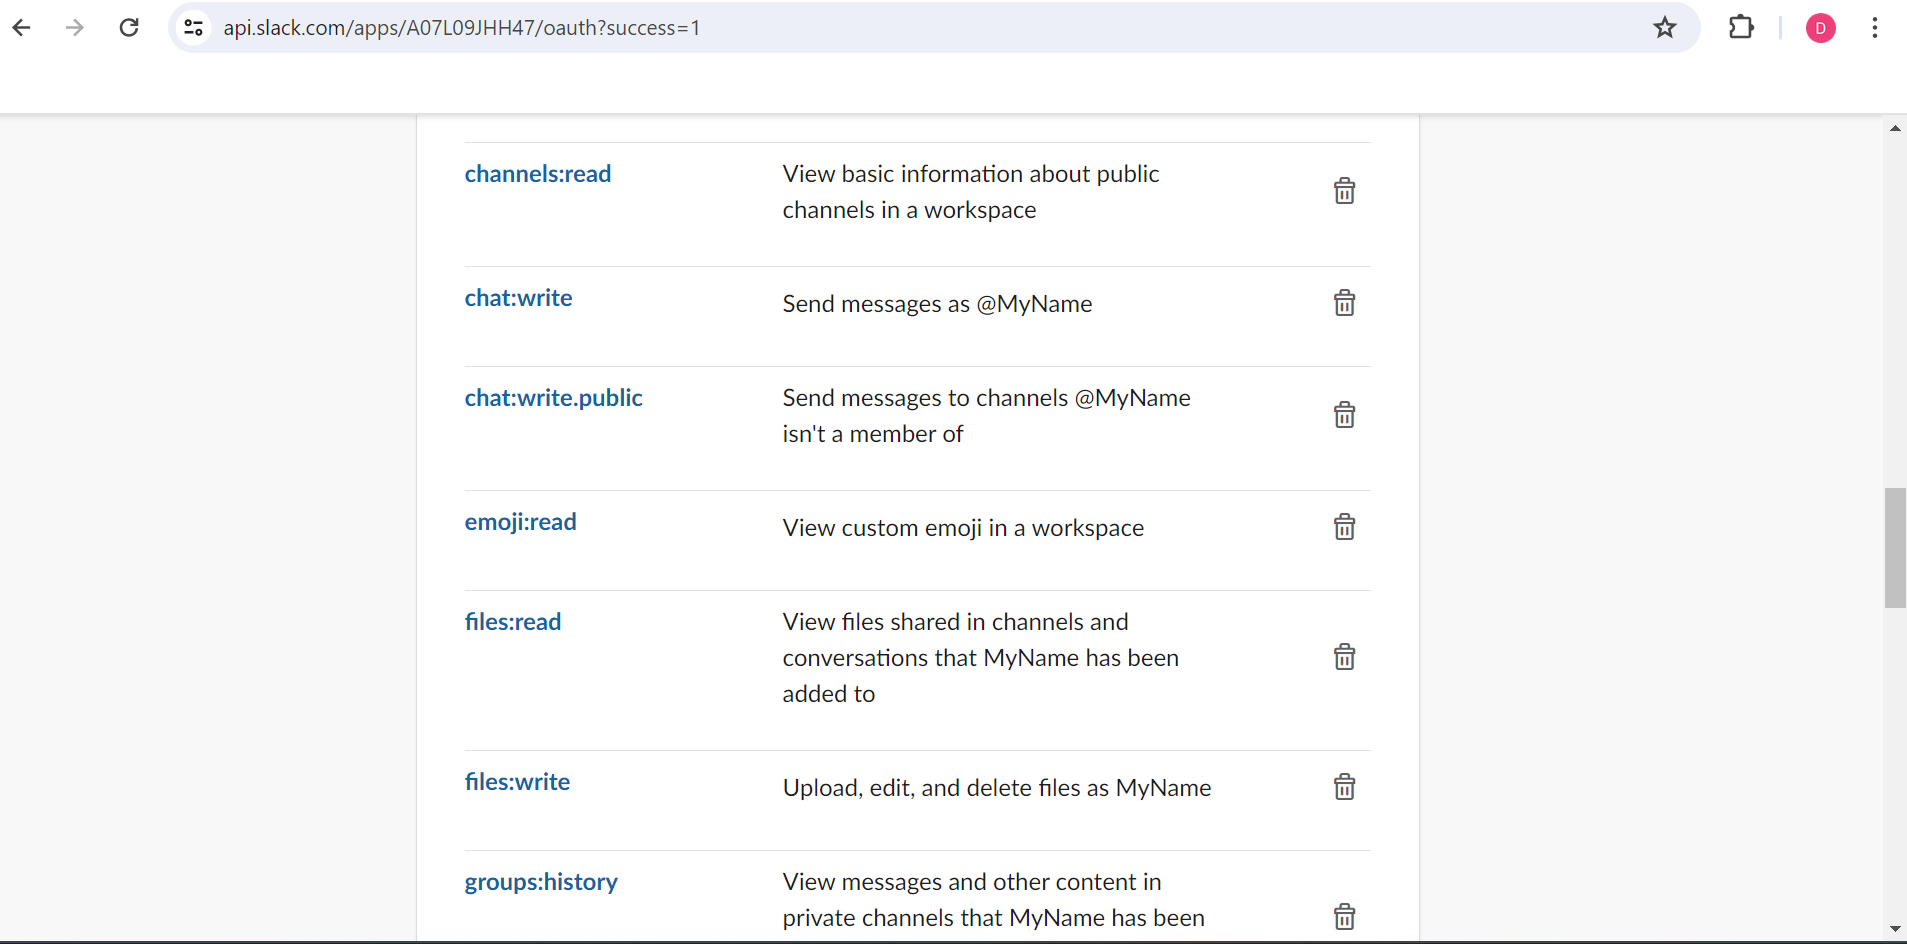 api.slack.com/apps/A07L09JHH47/oauth?success=1
D
channels:read
View basic information about public
channels in a workspace
chat:write
Send messages as @MyName
chat:write.public
Send messages to channels @MyName
isn't a member of
emoji:read
View custom emoji in a workspace
files:read
View files shared in channels and
conversations that MyName has been
added to
files:write
Upload, edit, and delete files as MyName
groups:history
View messages and other content in
private channels that MyName has been